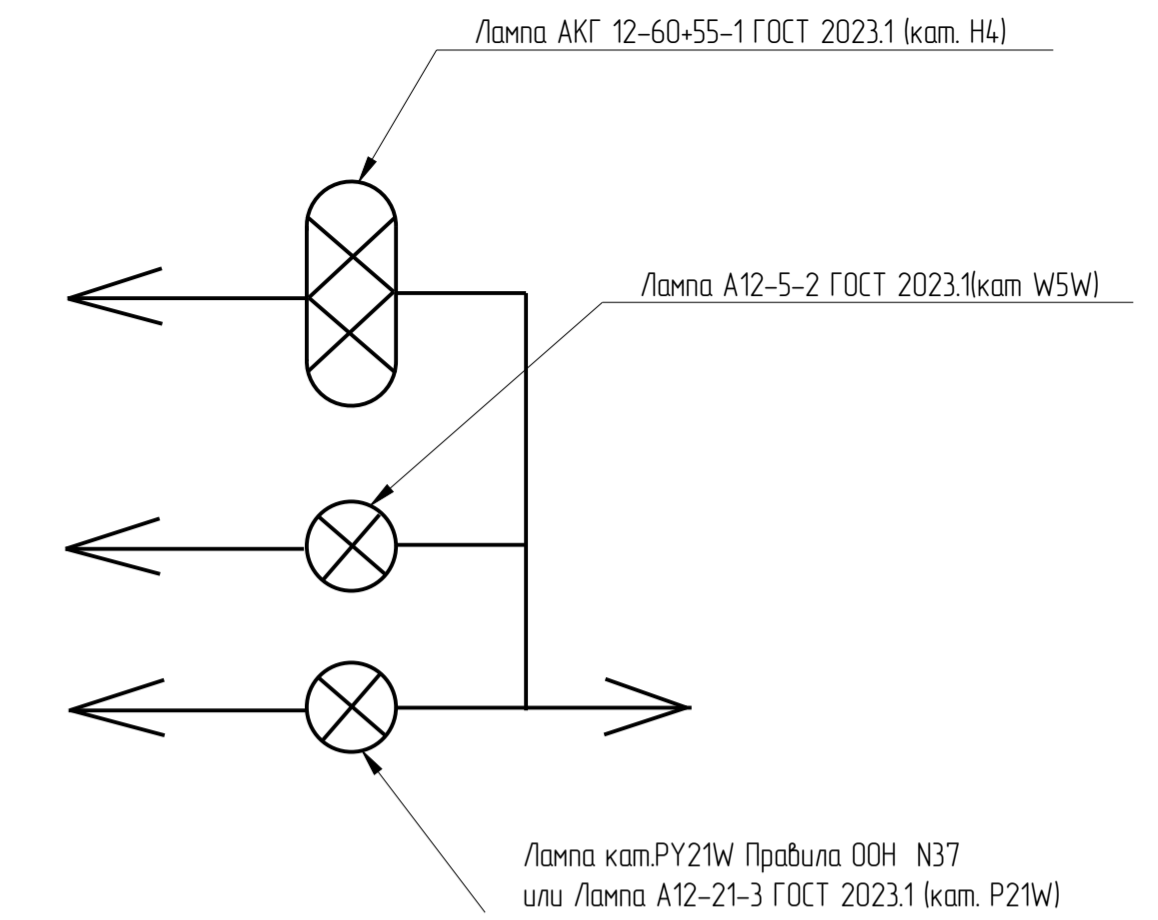 Лампа АКГ 12-60+55-1 ГОСТ 2023.1 (кат. Н4)
Лампа А12-5-2 ГОСТ 2023.1(кат W5W)
Лампа кат.PY21W Правила ООН N37
или Лампа А12-21-3 ГОСТ 2023.1 (кат. P21W)